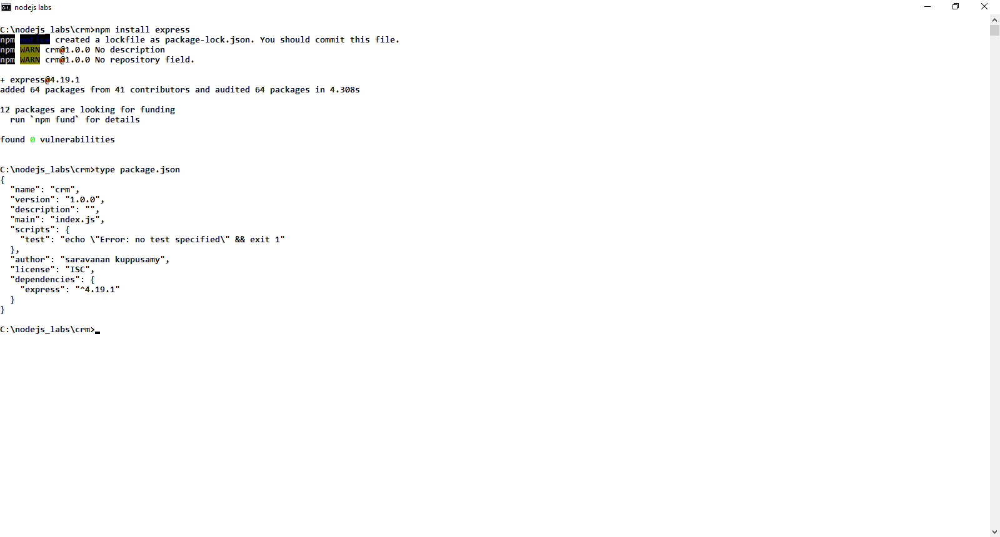 nodejs labs
C:\nodejs_labs\crm>npm install express
npm notice created a lockfile as package-lock.json. You should commit this file.
npm WARN crm@1.0.0 No description
npm WARN crm@1.0.0 No repository field.
+ express@4.19.1
added 64 packages from 41 contributors and audited 64 packages in 4.308s
12 packages are looking for funding
  run `npm fund` for details
found 0 vulnerabilities
C:\nodejs_labs\crm>type package.json
{
  "name": "crm",
  "version": "1.0.0",
  "description": "",
  "main": "index.js",
  "scripts": {
    "test": "echo \"Error: no test specified\" && exit 1"
  },
  "author": "saravanan kuppusamy",
  "license": "ISC",
  "dependencies": {
    "express": "^4.19.1"
  }
}
C:\nodejs_labs\crm>